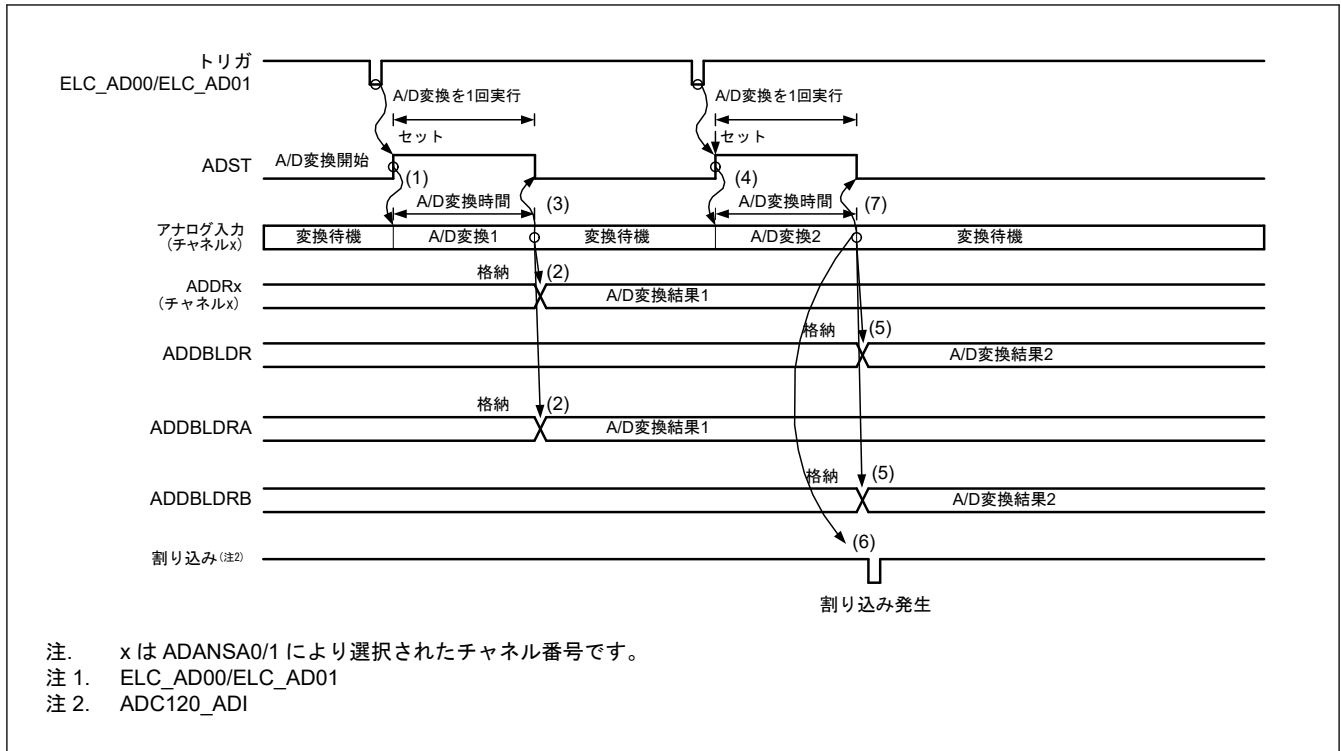 トリガ
ELC_AD00/ELC_AD01
A/D変換を1回実行
A/D変換を1回実行
セット
セット
ADST
A/D変換開始
(1)
(4)
A/D変換時間
(3)
A/D変換時間
(7)
アナログ入力
(チャネルx)
変換待機
A/D変換1
変換待機
A/D変換2
変換待機
格納
(2)
ADDRx
(チャネルx)
A/D変換結果1
格納
(5)
ADDBLDR
A/D変換結果2
格納
(2)
ADDBLDRA
A/D変換結果1
格納
(5)
ADDBLDRB
A/D変換結果2
(6)
割り込み(注2)
割り込み発生
注. x は ADANSA0/1 により選択されたチャネル番号です。
注 1. ELC_AD00/ELC_AD01
注 2. ADC120_ADI